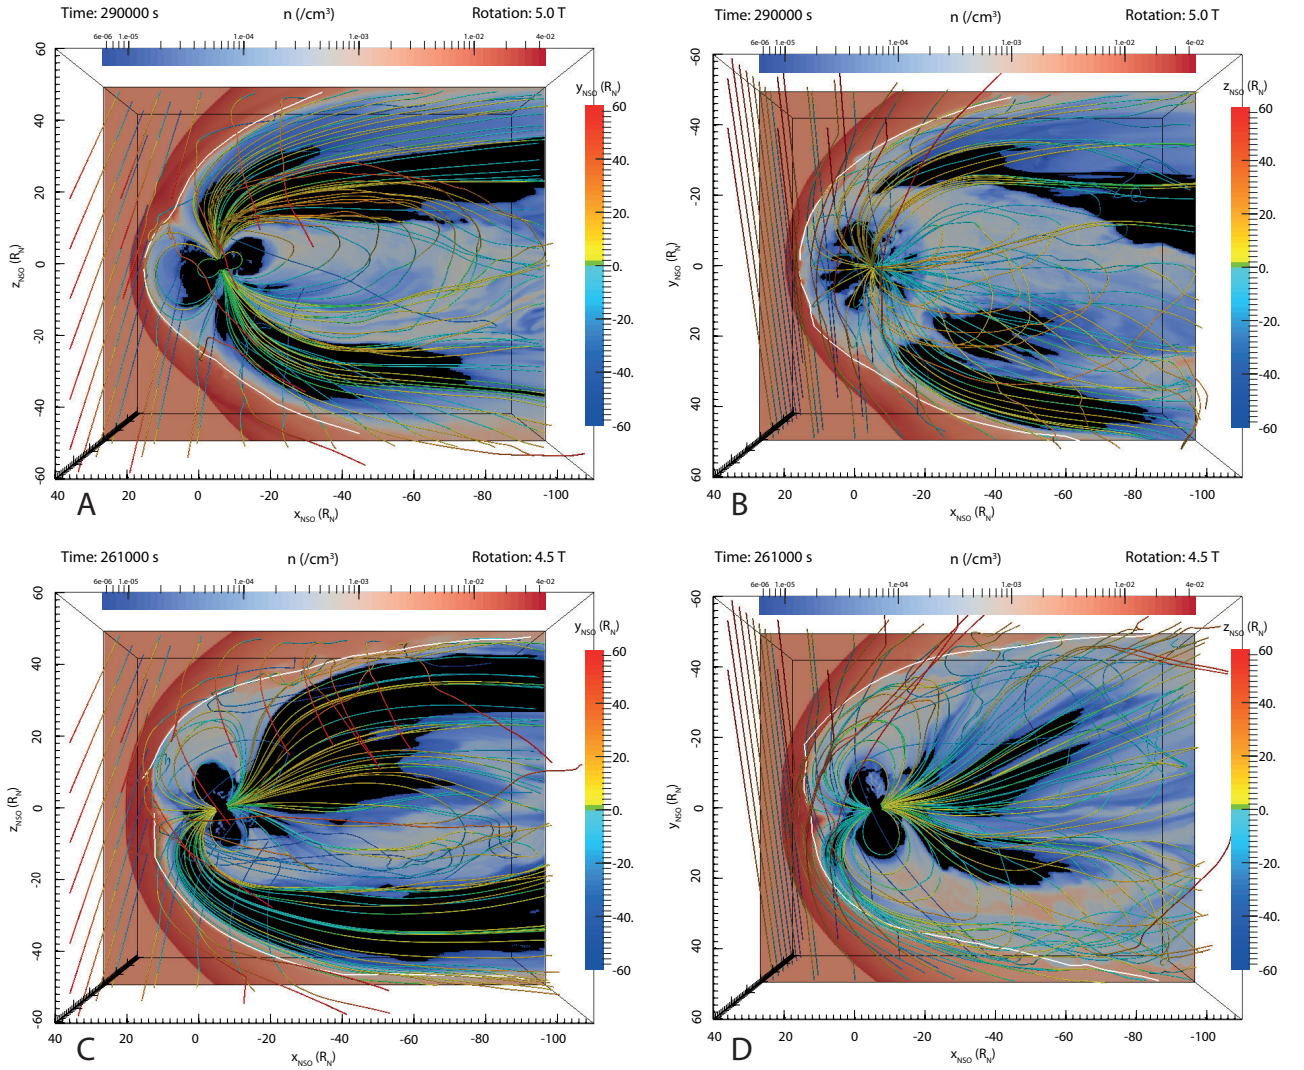 Time: 290000 s n (/cm³) Rotation: 5.0 T
6e-06 1.e-05 1.e-04 1.e-03 1.e-02 4e-02
y_NSO (R_N)
60
40.
20.
0.
-20.
-40.
-60
z_NSO (R_N)
60
40
20
0
20
40
-60
40 20 0 -20 -40 -60 -80 -100
x_NSO (R_N)
A
Time: 290000 s n (/cm³) Rotation: 5.0 T
6e-06 1.e-05 1.e-04 1.e-03 1.e-02 4e-02
z_NSO (R_N)
60
40.
20.
0.
-20.
-40.
-60
y_NSO (R_N)
-60
-40
-20
0
20
40
60
40 20 0 -20 -40 -60 -80 -100
x_NSO (R_N)
B
Time: 261000 s n (/cm³) Rotation: 4.5 T
6e-06 1.e-05 1.e-04 1.e-03 1.e-02 4e-02
y_NSO (R_N)
60
40.
20.
0.
-20.
-40.
-60
z_NSO (R_N)
60
40
20
0
20
40
-60
40 20 0 -20 -40 -60 -80 -100
x_NSO (R_N)
C
Time: 261000 s n (/cm³) Rotation: 4.5 T
6e-06 1.e-05 1.e-04 1.e-03 1.e-02 4e-02
z_NSO (R_N)
60
40.
20.
0.
-20.
-40.
-60
y_NSO (R_N)
-60
-40
-20
0
20
40
60
40 20 0 -20 -40 -60 -80 -100
x_NSO (R_N)
D